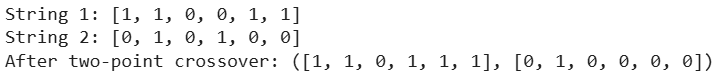 String 1: [1, 1, 0, 0, 1, 1]
String 2: [0, 1, 0, 1, 0, 0]
After two-point crossover: ([1, 1, 0, 1, 1, 1], [0, 1, 0, 0, 0, 0])